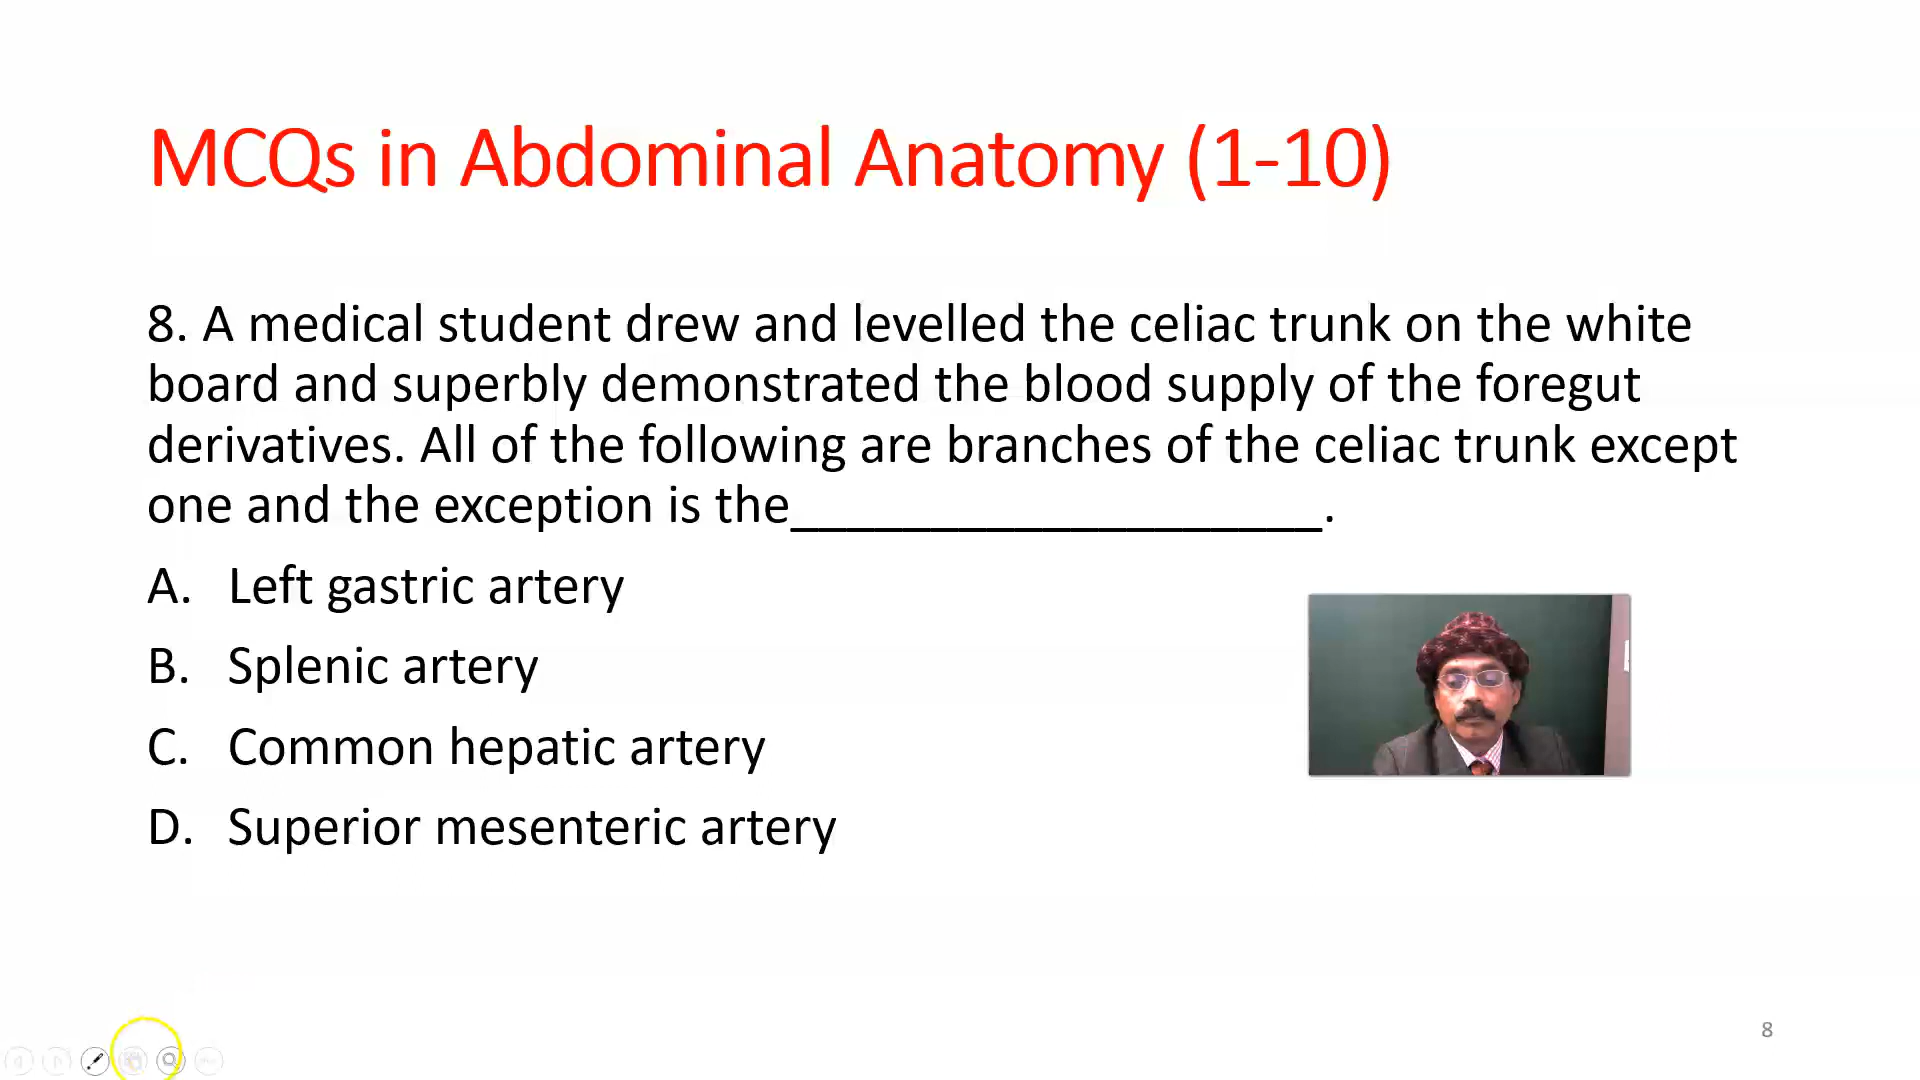 MCQs in Abdominal Anatomy (1-10)
8. A medical student drew and levelled the celiac trunk on the white
board and superbly demonstrated the blood supply of the foregut
derivatives. All of the following are branches of the celiac trunk except
one and the exception is the___________________.
A. Left gastric artery
B. Splenic artery
C. Common hepatic artery
D. Superior mesenteric artery
8